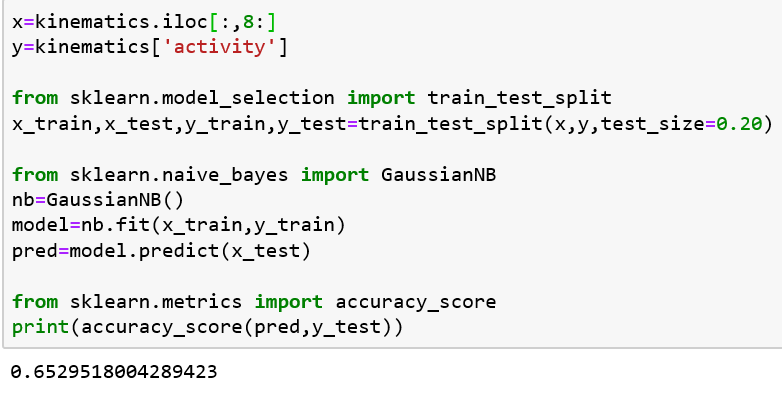 x=kinematics.iloc[:,8:]
y=kinematics['activity']
from sklearn.model_selection import train_test_split
x_train,x_test,y_train,y_test=train_test_split(x,y,test_size=0.20)
from sklearn.naive_bayes import GaussianNB
nb=GaussianNB()
model=nb.fit(x_train,y_train)
pred=model.predict(x_test)
from sklearn.metrics import accuracy_score
print(accuracy_score(pred,y_test))
0.6529518004289423